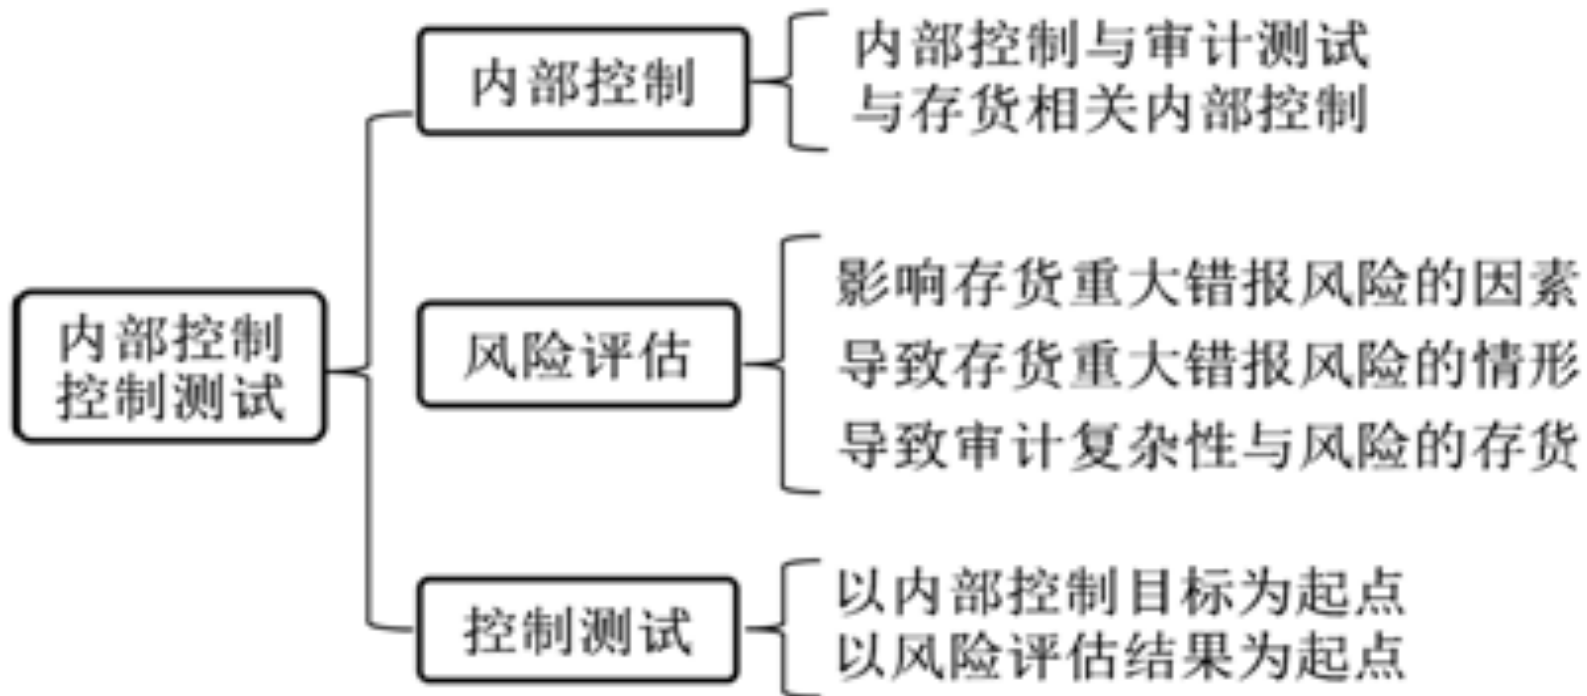 内部控制
控制测试
内部控制
内部控制与审计测试
与存货相关内部控制
风险评估
影响存货重大错报风险的因素
导致存货重大错报风险的情形
导致审计复杂性与风险的存货
控制测试
以内部控制目标为起点
以风险评估结果为起点